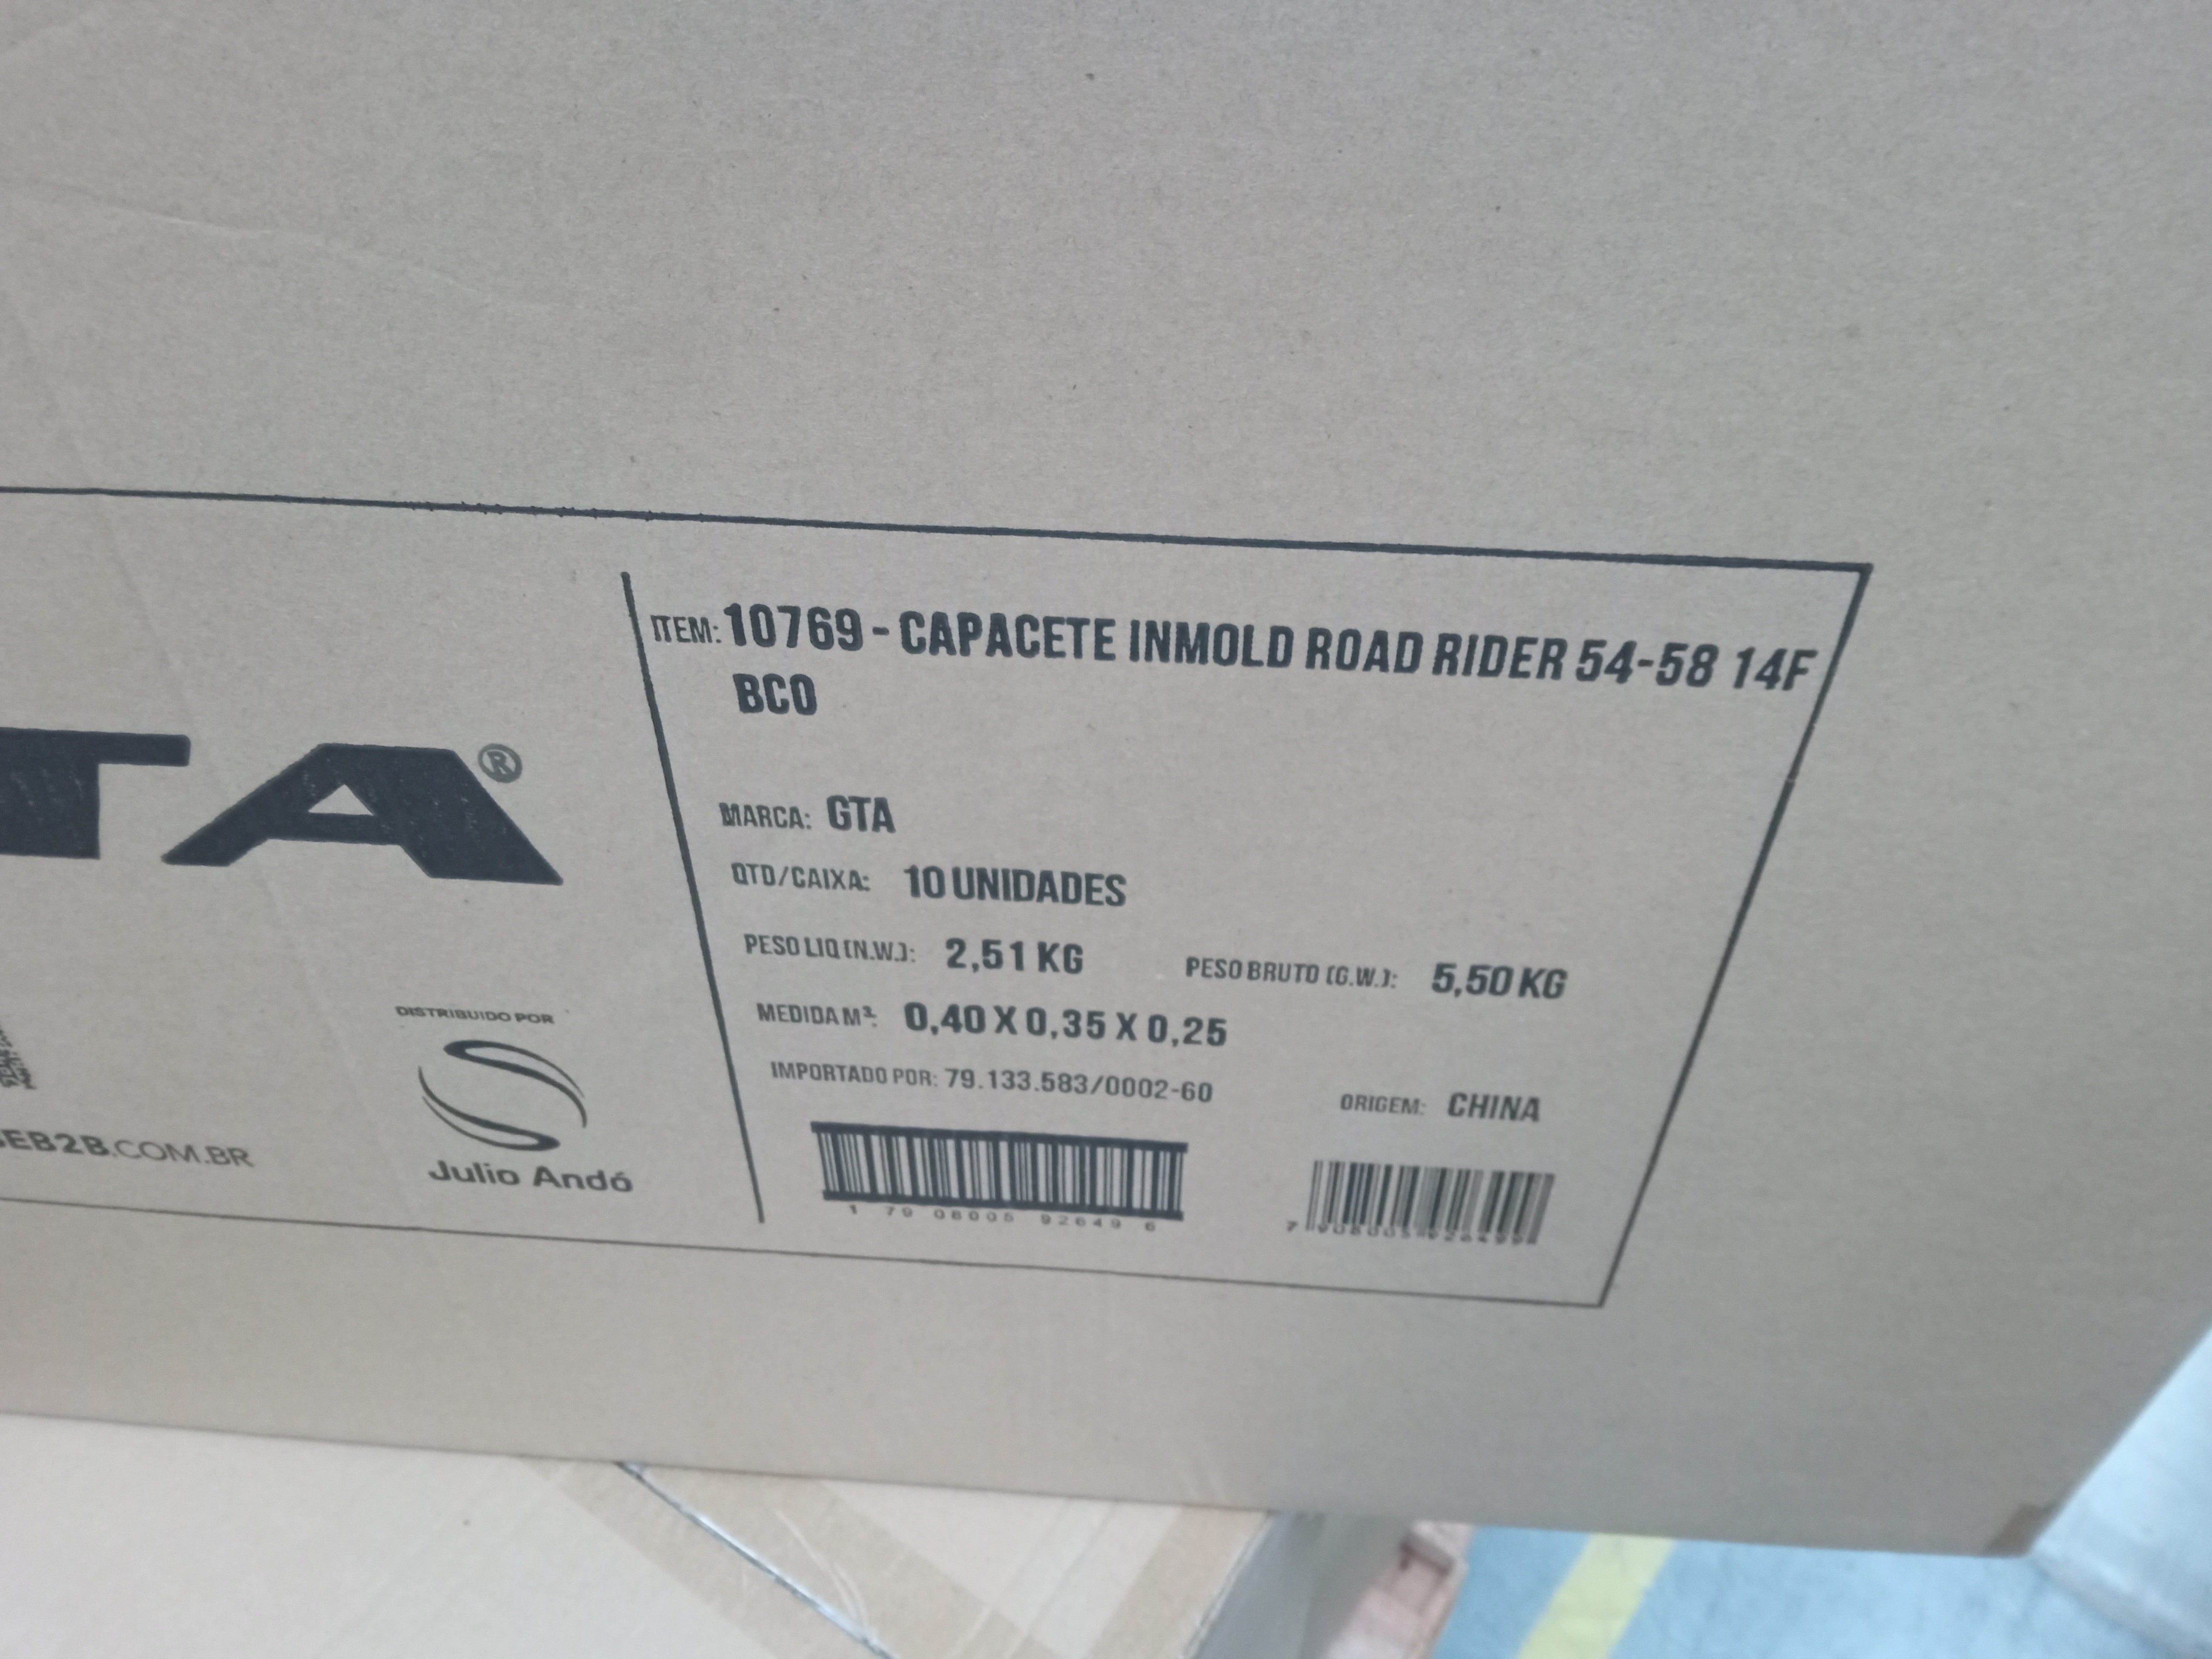 ITEM: 10769 - CAPACETE INMOLD ROAD RIDER 54-58 14F
BCO
TA®
MARCA: GTA
QTD/CAIXA: 10 UNIDADES
PESO LIQ (N.W.): 2,51 KG PESO BRUTO (G.W.): 5,50 KG
MEDIDA M³: 0,40 X 0,35 X 0,25
IMPORTADO POR: 79.133.583/0002-60 ORIGEM: CHINA
DISTRIBUIDO POR
Julio Andó
EB2B.COM.BR
1 79 08005 92649 6